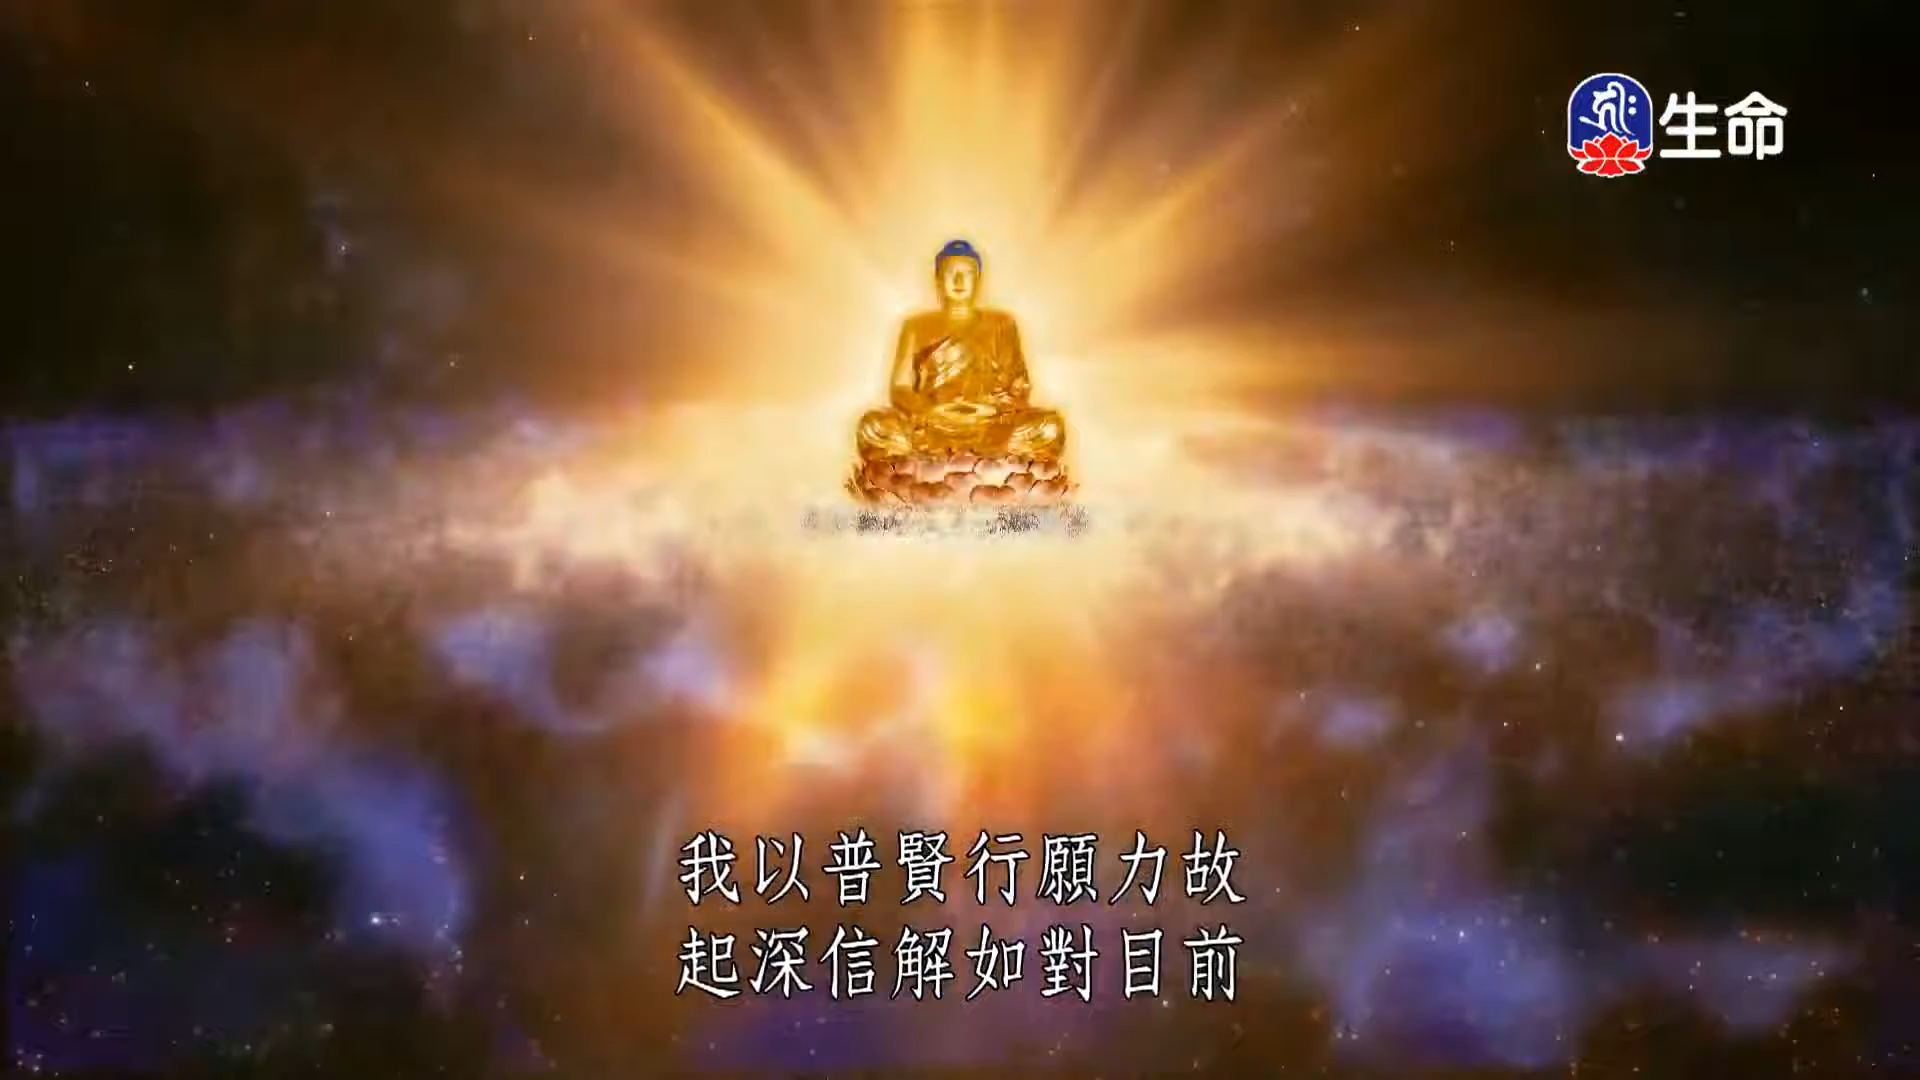 生命
我以普賢行願力故
起深信解如對目前